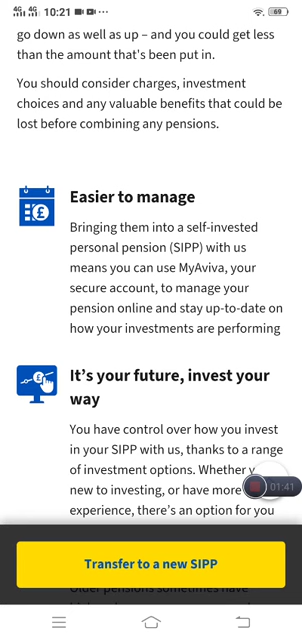 4G 4G 10:21 69
go down as well as up – and you could get less
than the amount that's been put in.
You should consider charges, investment
choices and any valuable benefits that could be
lost before combining any pensions.
£
Easier to manage
Bringing them into a self-invested
personal pension (SIPP) with us
means you can use MyAviva, your
secure account, to manage your
pension online and stay up-to-date on
how your investments are performing
£
It's your future, invest your
way
You have control over how you invest
in your SIPP with us, thanks to a range
of investment options. Whether
new to investing, or have more
01:41
experience, there's an option for you
Transfer to a new SIPP
Older pensions sometimes have